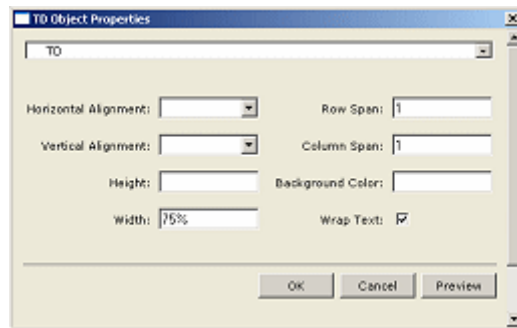 TD Object Properties
TD
Horizontal Alignment:
Row Span: 1
Vertical Alignment:
Column Span: 1
Height:
Background Color:
Width: 75%
Wrap Text:
OK Cancel Preview